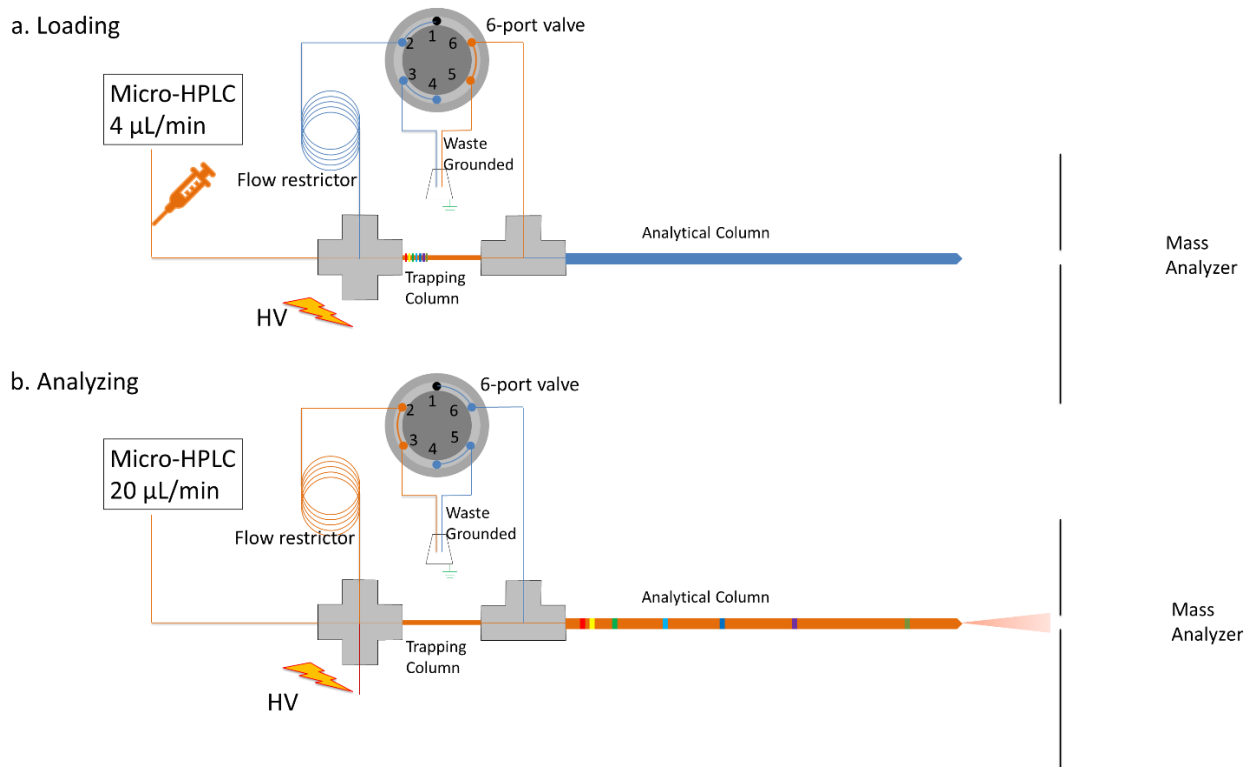 a. Loading
6-port valve
1
2
6
3
5
4
Micro-HPLC
4 µL/min
Waste
Grounded
Flow restrictor
Analytical Column
Trapping
Column
HV
Mass
Analyzer
b. Analyzing
6-port valve
1
2
6
3
5
4
Micro-HPLC
20 µL/min
Waste
Grounded
Flow restrictor
Analytical Column
Trapping
Column
HV
Mass
Analyzer